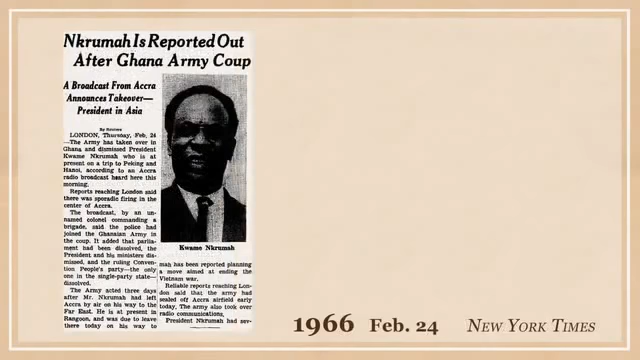 Nkrumah Is Reported Out
After Ghana Army Coup
A Broadcast From Accra
Announces Takeover—
President in Asia
By Reuters
LONDON, Thursday, Feb. 24
—The Army has taken over in
Ghana and dismissed President
Kwame Nkrumah who is at
present on a trip to Peking and
Hanoi, according to an Accra
radio broadcast heard here this
morning.
Reports reaching London said
there was sporadic firing in the
center of Accra.
The broadcast, by an un-
named colonel commanding a
brigade, said the police had
joined the Ghanaian Army in
the coup. It added that parlia-
ment had been dissolved, the
President and his ministers dis-
missed, and the ruling Conven-
tion People's party—the only
one in the single-party state—
dissolved.
The Army acted three days
after Mr. Nkrumah had left
Accra by air on his way to the
Far East. He is at present in
Rangoon, and was due to leave
there today on his way to
Kwame Nkrumah
mah has been reported planning
a move aimed at ending the
Vietnam war.
Reliable reports reaching Lon-
don said that the army had
sealed off Accra airfield early
today. The army also took over
radio communications.
President Nkrumah had sev-
1966 Feb. 24 NEW YORK TIMES